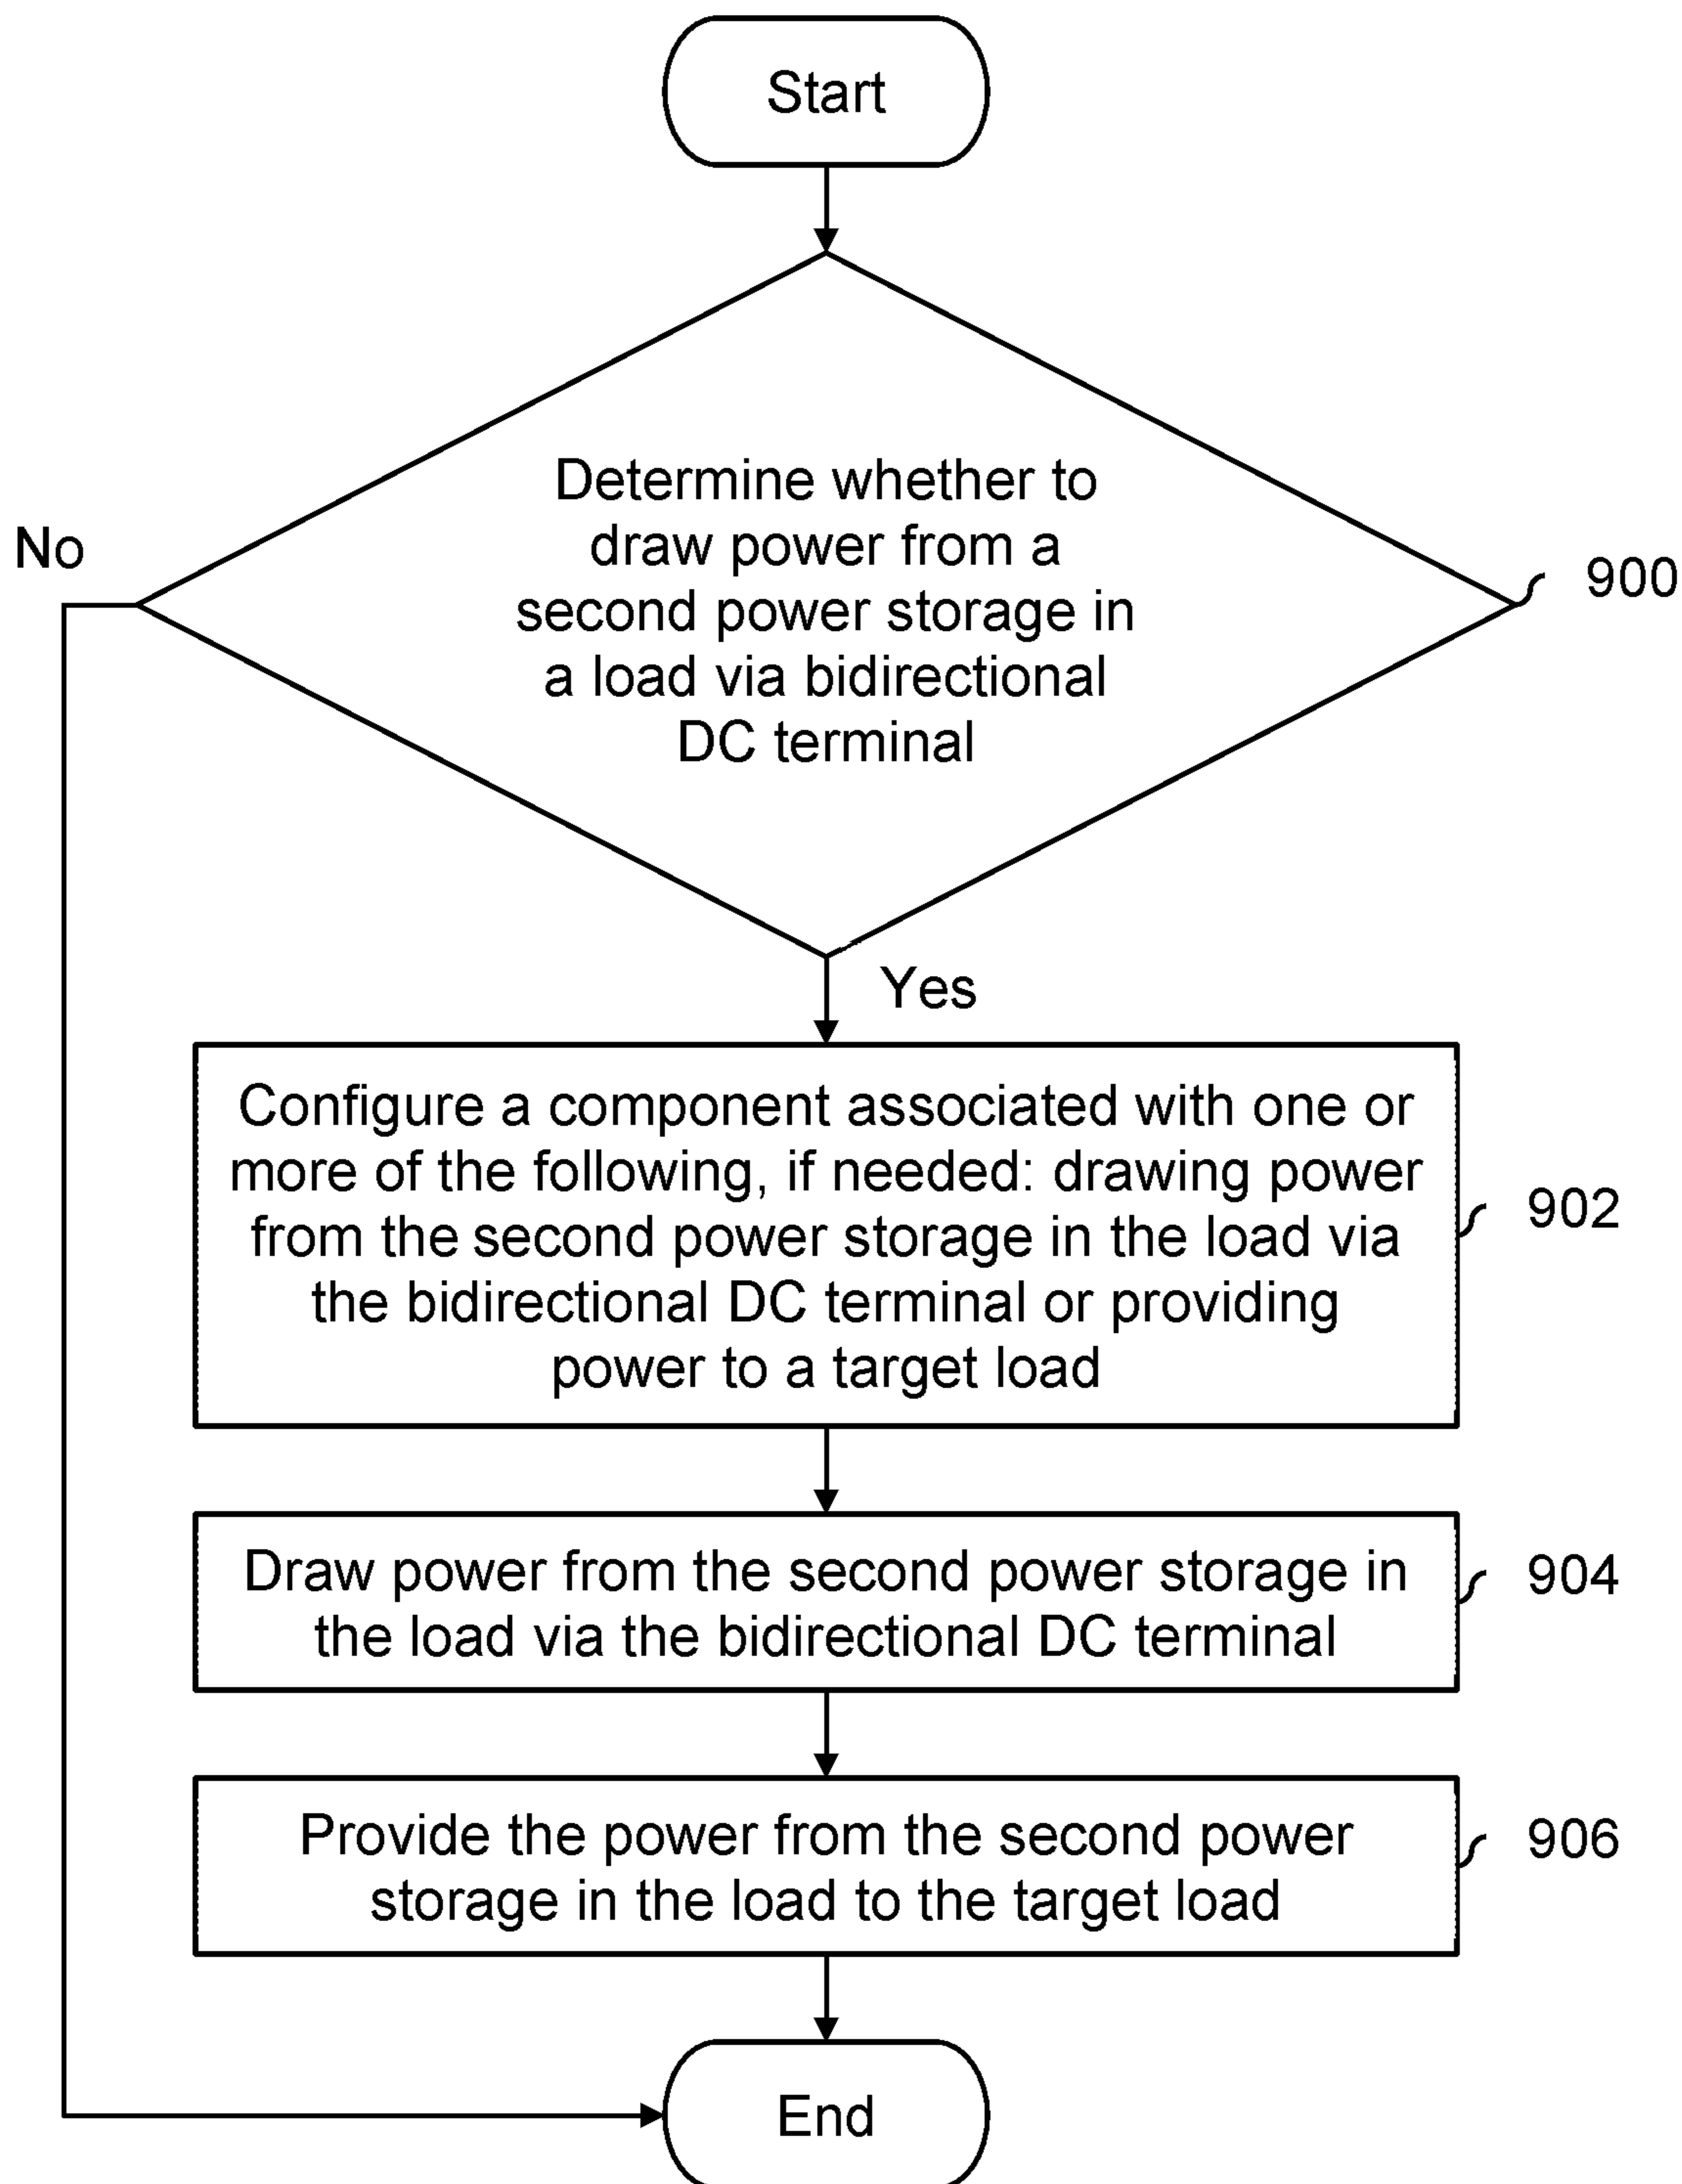 Start
Determine whether to
draw power from a
second power storage in
a load via bidirectional
DC terminal
No
900
Yes
Configure a component associated with one or
more of the following, if needed: drawing power
from the second power storage in the load via
the bidirectional DC terminal or providing
power to a target load
902
Draw power from the second power storage in
the load via the bidirectional DC terminal
904
Provide the power from the second power
storage in the load to the target load
906
End